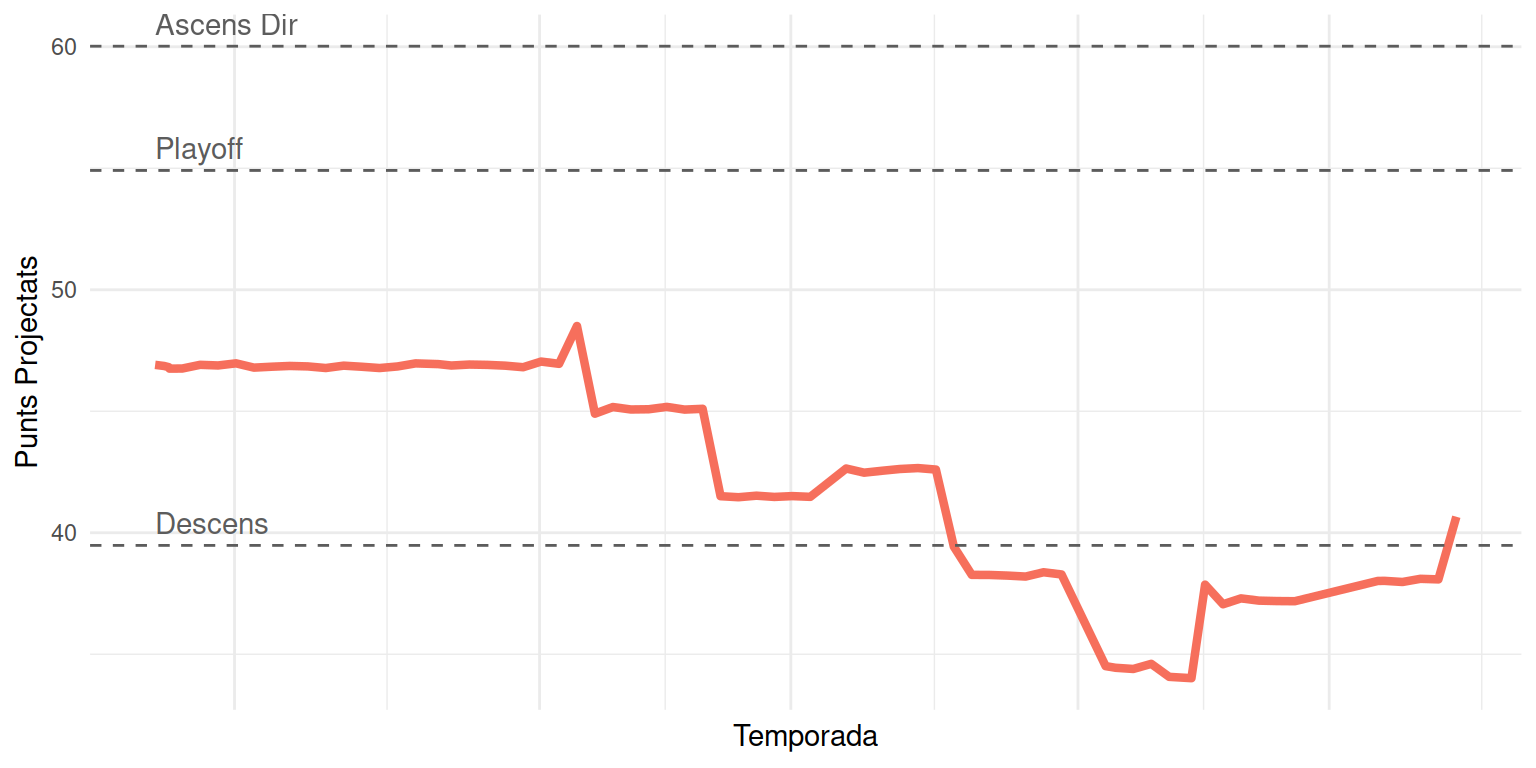 Ascens Dir
60
Playoff
50
Punts Projectats
Descens
40
Temporada